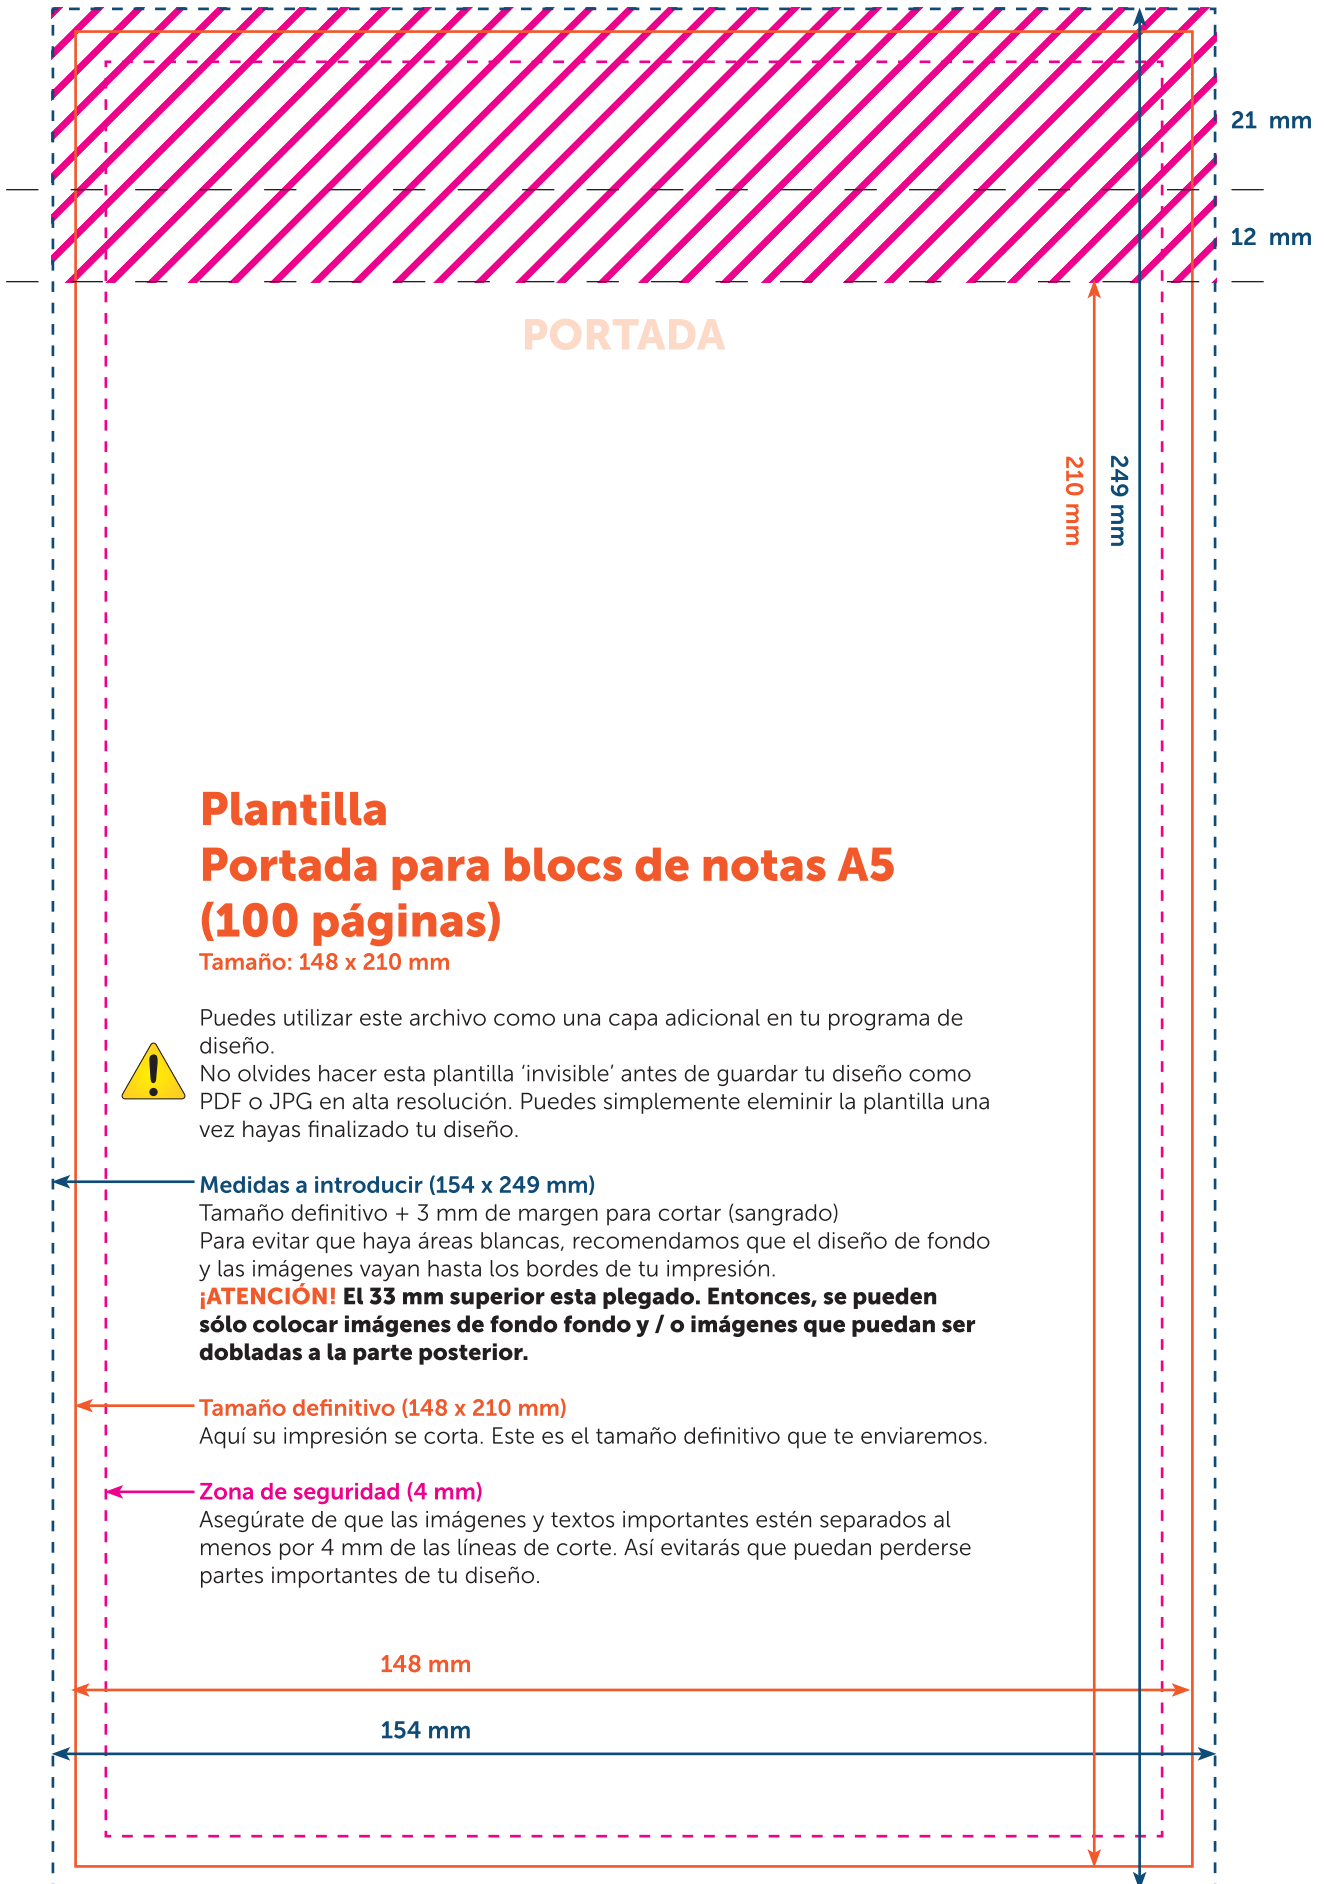 21 mm
12 mm
PORTADA
210 mm
249 mm
Plantilla
Portada para blocs de notas A5
(100 páginas)
Tamaño: 148 x 210 mm
Puedes utilizar este archivo como una capa adicional en tu programa de
diseño.
No olvides hacer esta plantilla ‘invisible’ antes de guardar tu diseño como
PDF o JPG en alta resolución. Puedes simplemente eleminir la plantilla una
vez hayas finalizado tu diseño.
Medidas a introducir (154 x 249 mm)
Tamaño definitivo + 3 mm de margen para cortar (sangrado)
Para evitar que haya áreas blancas, recomendamos que el diseño de fondo
y las imágenes vayan hasta los bordes de tu impresión.
¡ATENCIÓN! El 33 mm superior esta plegado. Entonces, se pueden
sólo colocar imágenes de fondo fondo y / o imágenes que puedan ser
dobladas a la parte posterior.
Tamaño definitivo (148 x 210 mm)
Aquí su impresión se corta. Este es el tamaño definitivo que te enviaremos.
Zona de seguridad (4 mm)
Asegúrate de que las imágenes y textos importantes estén separados al
menos por 4 mm de las líneas de corte. Así evitarás que puedan perderse
partes importantes de tu diseño.
148 mm
154 mm